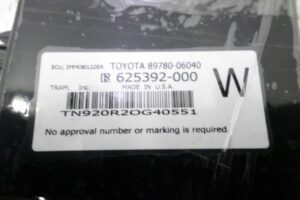 ECU, IMMOBILIZER TOYOTA 89780-06040
R 625392-000
TRAM, Inc. MADE IN U.S.A.
W
TN920R2OG40551
No approval number or marking is required.